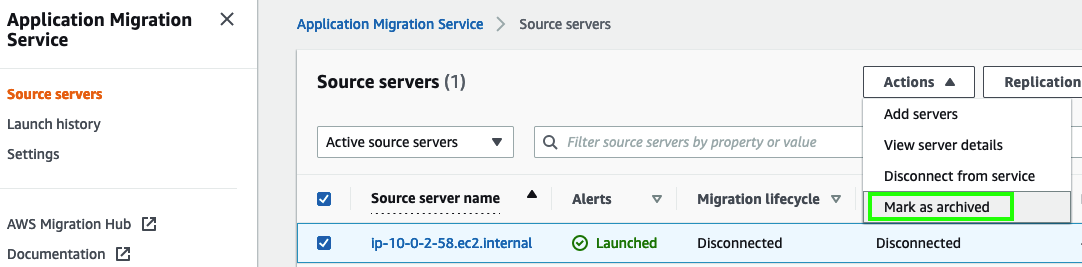 Application Migration Service
Source servers
Launch history
Settings
AWS Migration Hub
Documentation
Application Migration Service > Source servers
Source servers (1)
Actions
Replication
Add servers
View server details
Disconnect from service
Mark as archived
Active source servers
Filter source servers by property or value
Source server name
Alerts
Migration lifecycle
ip-10-0-2-58.ec2.internal
Launched
Disconnected
Disconnected